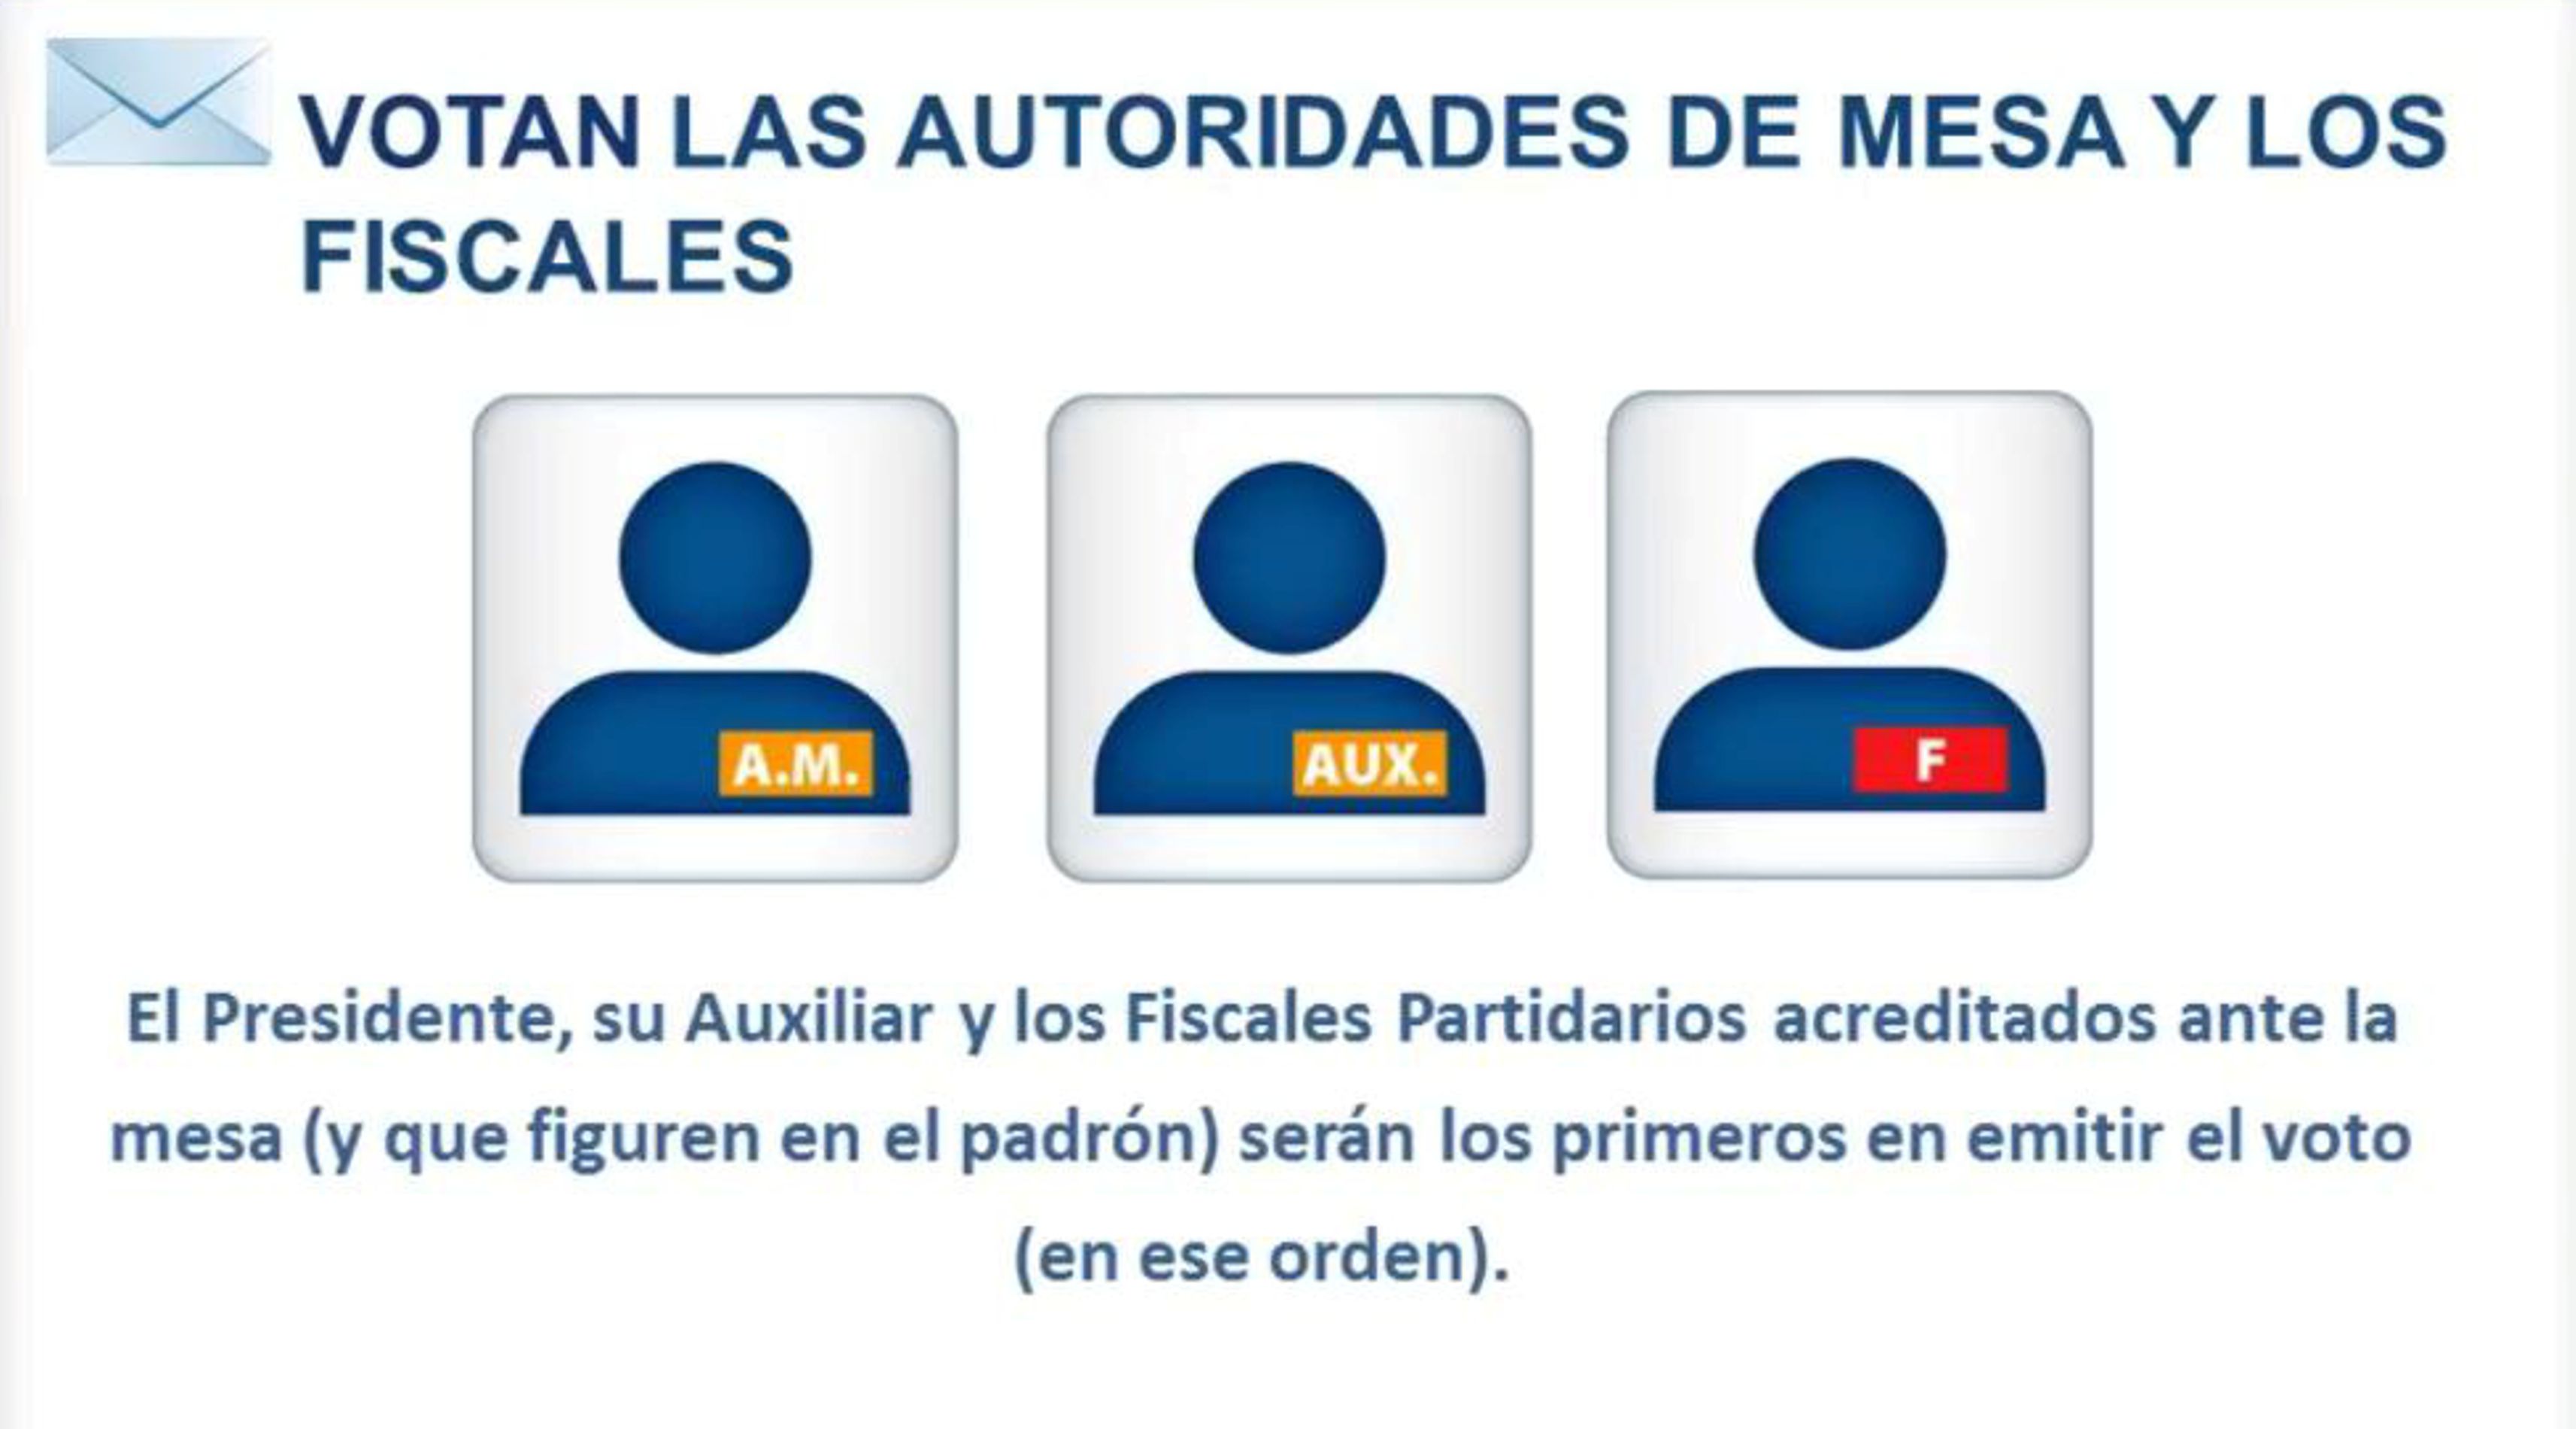 VOTAN LAS AUTORIDADES DE MESA Y LOS
FISCALES
A.M.
AUX.
F
El Presidente, su Auxiliar y los Fiscales Partidarios acreditados ante la
mesa (y que figuren en el padrón) serán los primeros en emitir el voto
(en ese orden).